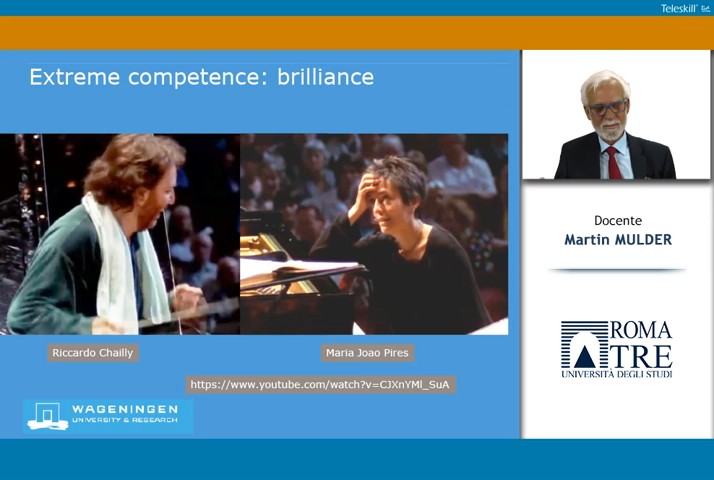 Teleskill
Extreme competence: brilliance
Docente
Martin MULDER
Riccardo Chailly
Maria Joao Pires
https://www.youtube.com/watch?v=CJXnYMl_SuA
WAGENINGEN
UNIVERSITY & RESEARCH
ROMA
TRE
UNIVERSITÀ DEGLI STUDI